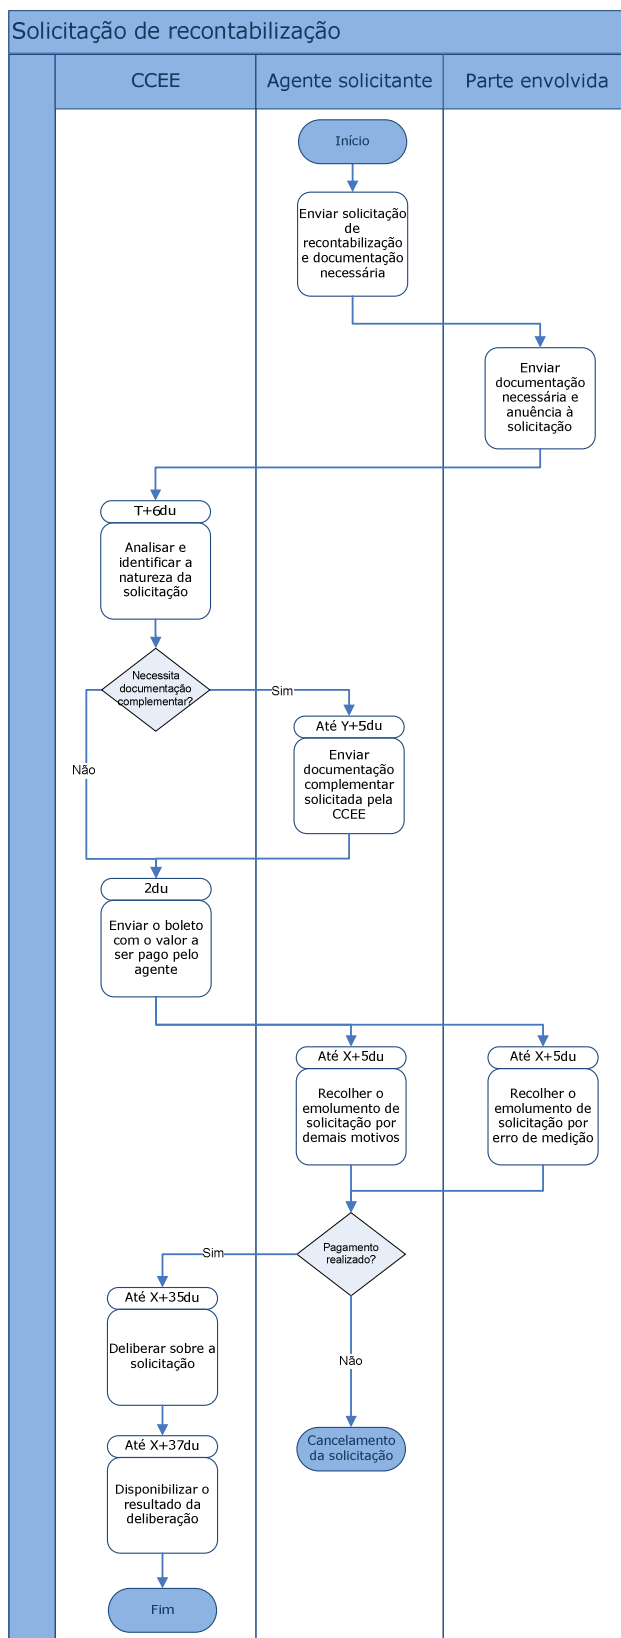 Solicitação de recontabilização
CCEE
Agente solicitante
Parte envolvida
Início
Enviar solicitação
de
recontabilização
e documentação
necessária
Enviar
documentação
necessária e
anuência à
solicitação
T+6du
Analisar e
identificar a
natureza da
solicitação
Necessita
documentação
complementar?
Sim
Não
Até Y+5du
Enviar
documentação
complementar
solicitada pela
CCEE
2du
Enviar o boleto
com o valor a
ser pago pelo
agente
Até X+5du
Recolher o
emolumento de
solicitação por
demais motivos
Até X+5du
Recolher o
emolumento de
solicitação por
erro de medição
Pagamento
realizado?
Sim
Não
Até X+35du
Deliberar sobre a
solicitação
Cancelamento
da solicitação
Até X+37du
Disponibilizar o
resultado da
deliberação
Fim